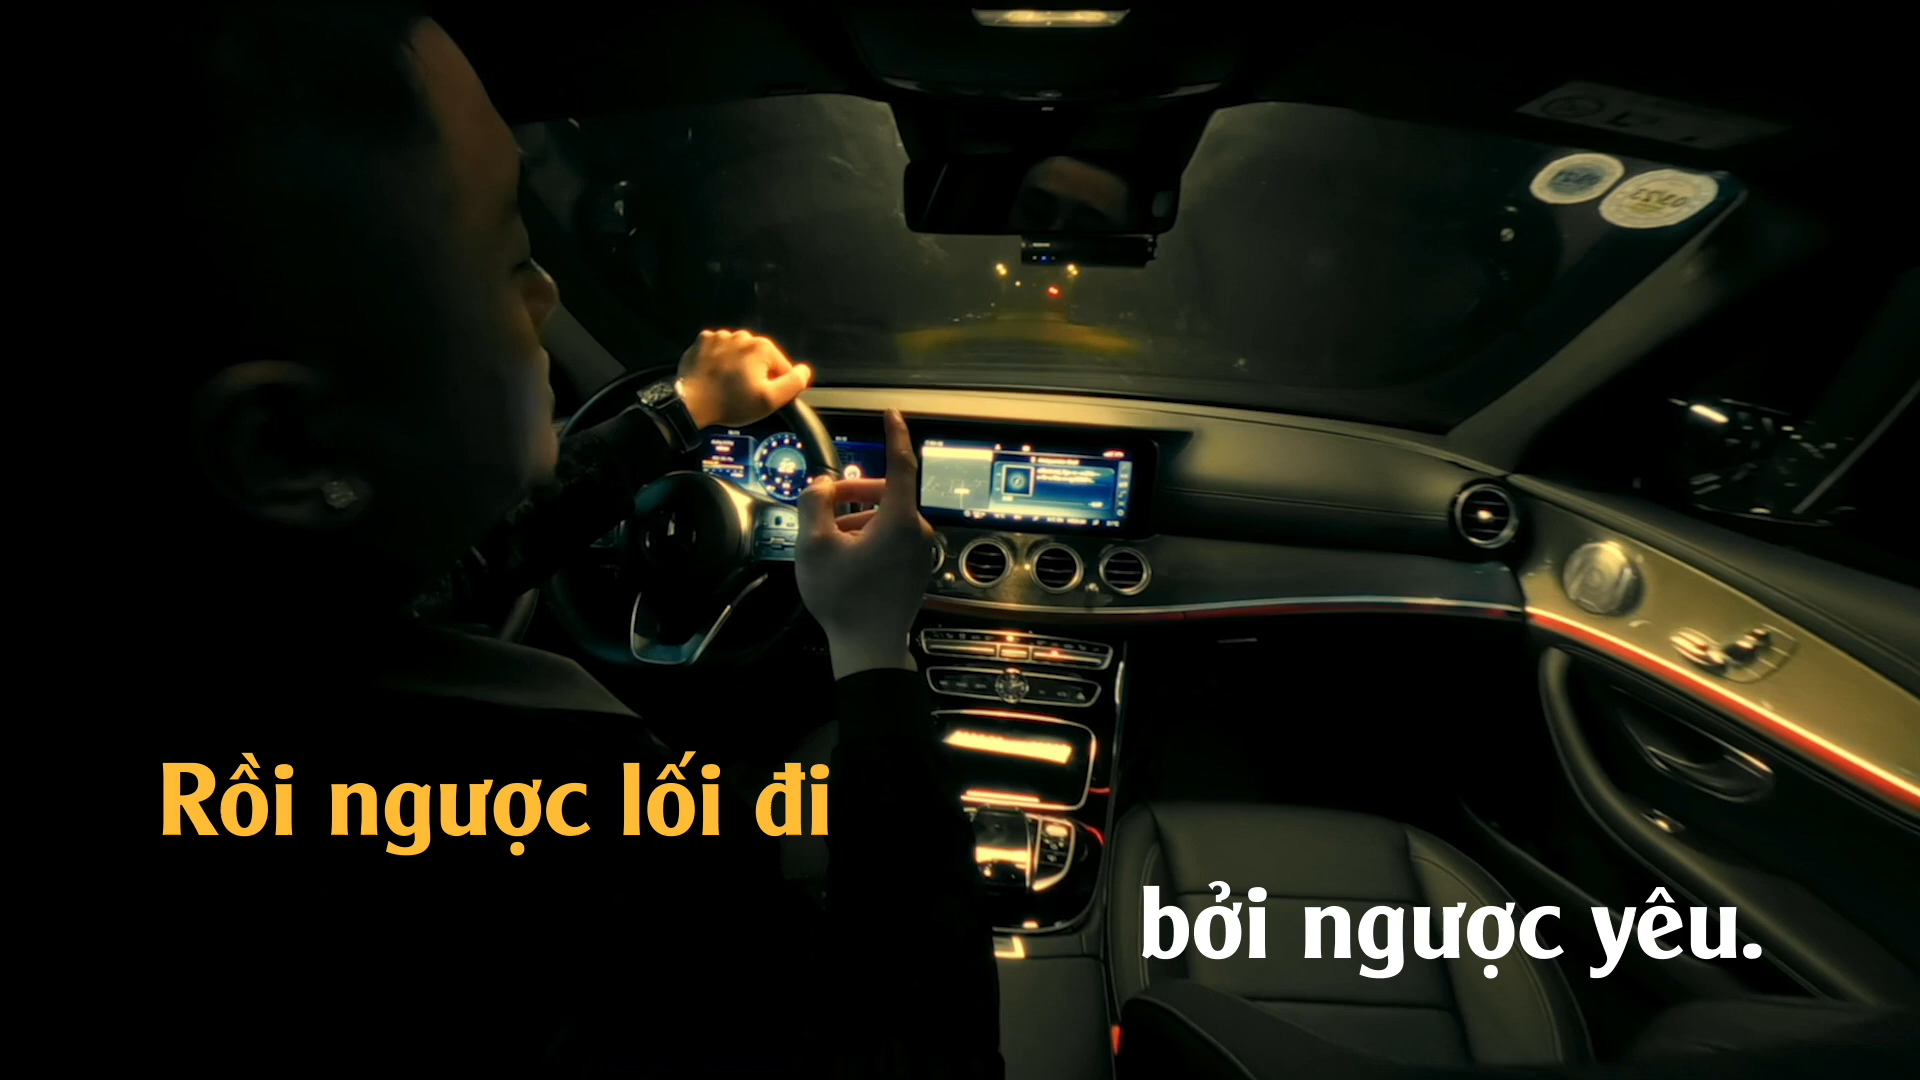 Rồi ngược lối đi
bởi ngược yêu.